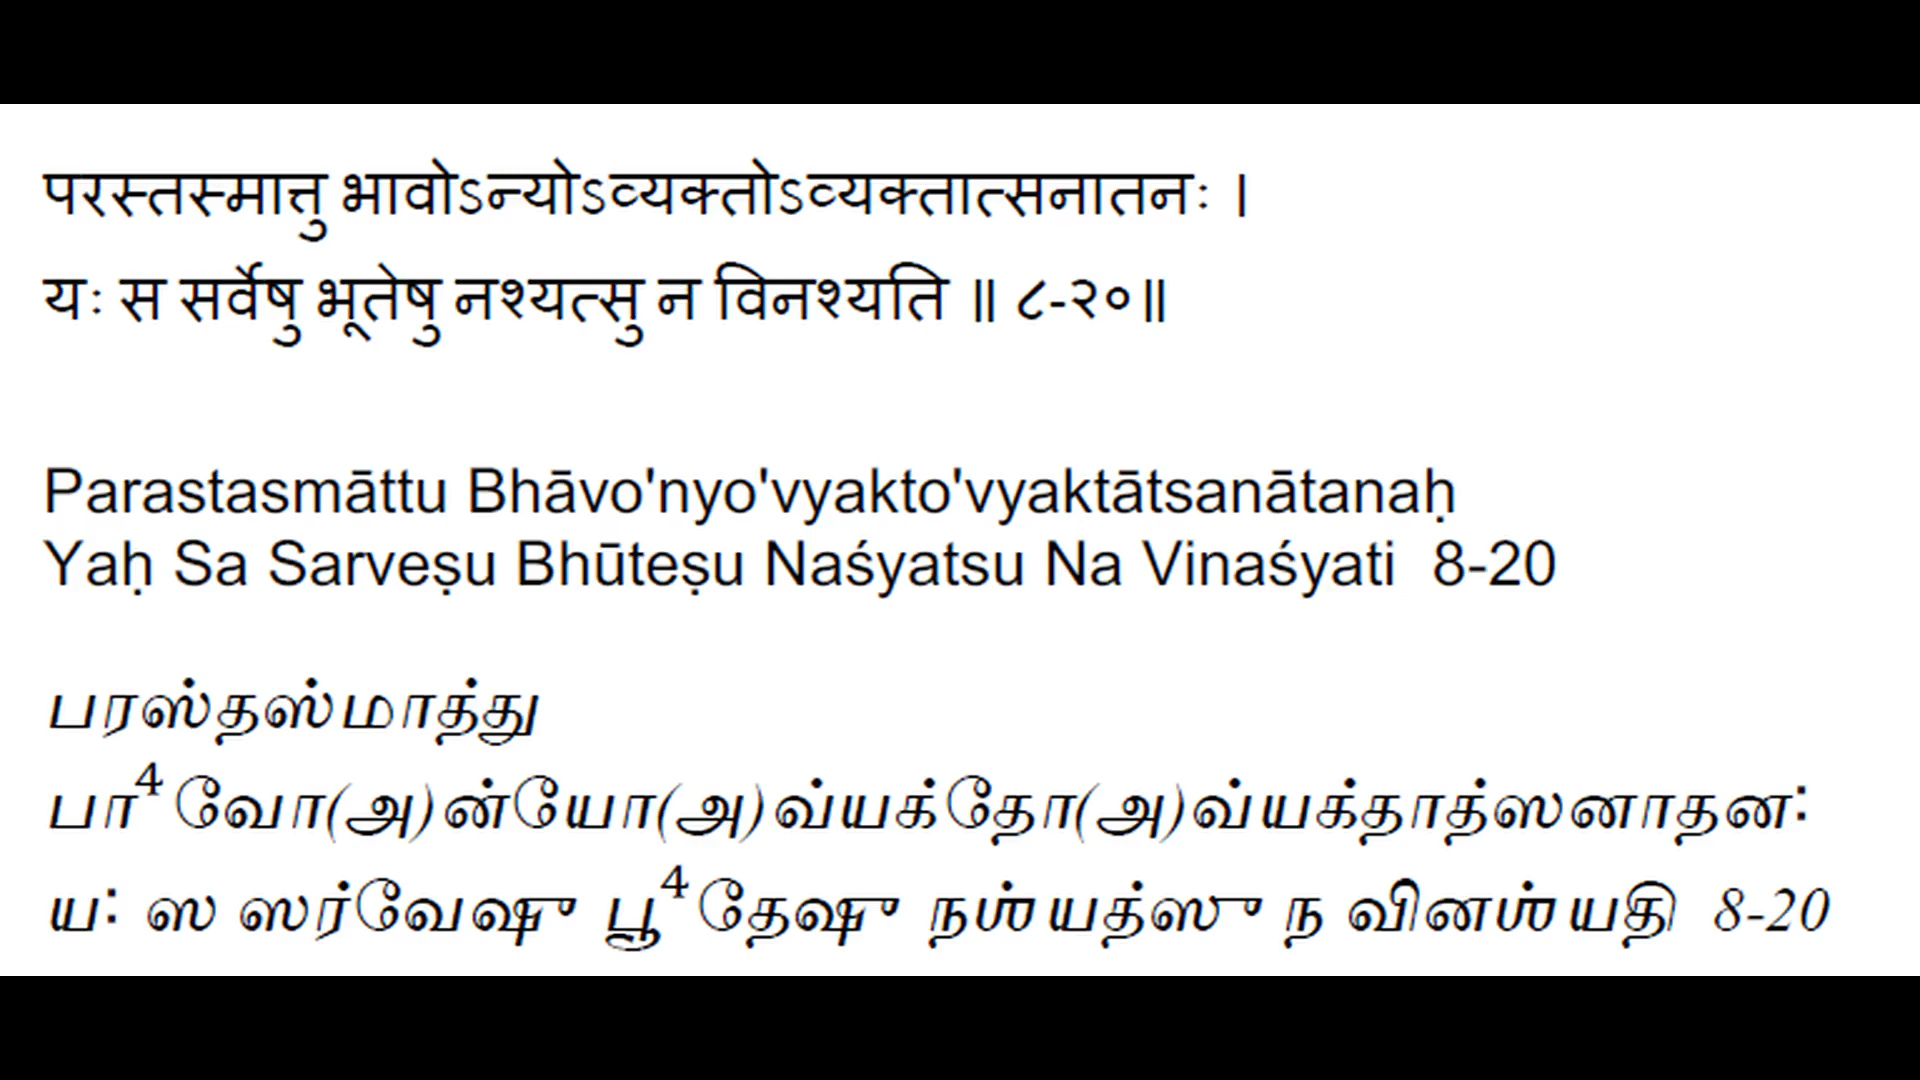 परस्तस्मात्तु भावोऽन्योऽव्यक्तोऽव्यक्तात्सनातनः ।
यः स सर्वेषु भूतेषु नश्यत्सु न विनश्यति ॥ ८-२०॥
Parastasmāttu Bhāvo'nyo'vyakto'vyaktātsanātanaḥ
Yaḥ Sa Sarveṣu Bhūteṣu Naśyatsu Na Vinaśyati 8-20
பரஸ்தஸ்மாத்து
பா⁴வோ(அ)ன்யோ(அ)வ்யக்தோ(அ)வ்யக்தாத்ஸனாதன꞉
ய꞉ ஸ ஸர்வேஷு பூ⁴தேஷு நஶ்யத்ஸு ந வினஶ்யதி 8-20